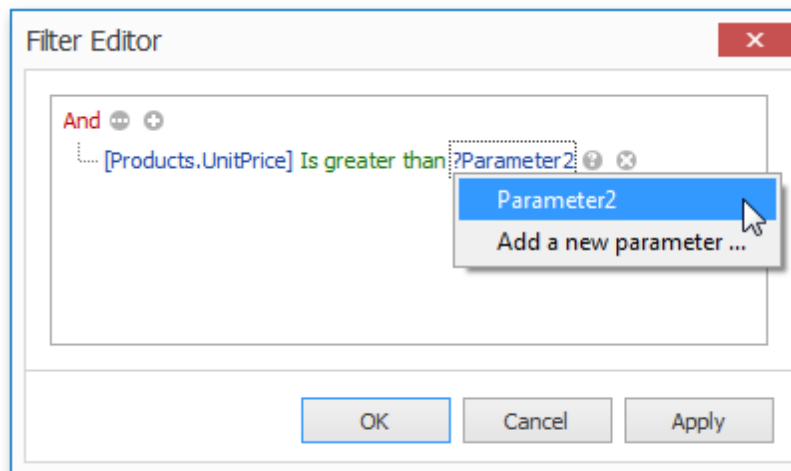 Filter Editor
And
[Products.UnitPrice] Is greater than ?Parameter2
Parameter2
Add a new parameter ...
OK Cancel Apply